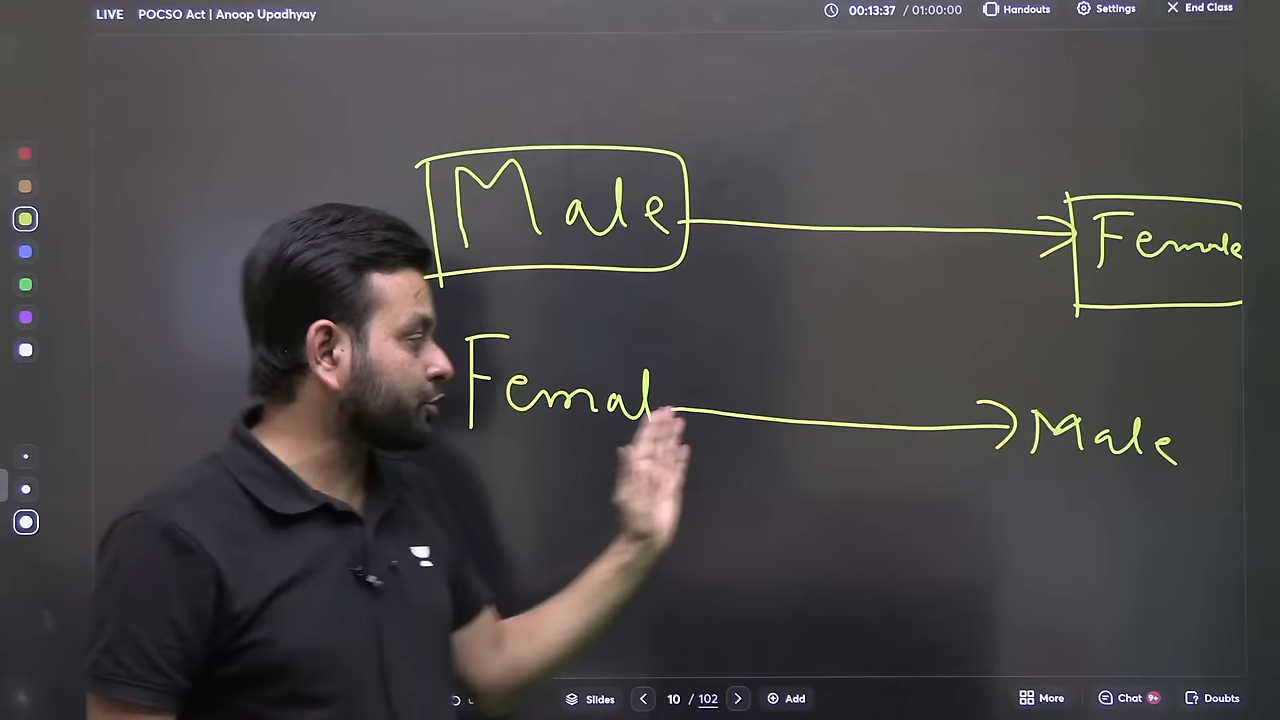 LIVE POCSO Act | Anoop Upadhyay
00:13:37 / 01:00:00
Handouts
Settings
End Class
Male
Female
Femal
Male
Slides
10 / 102
Add
More
Chat 9+
Doubts